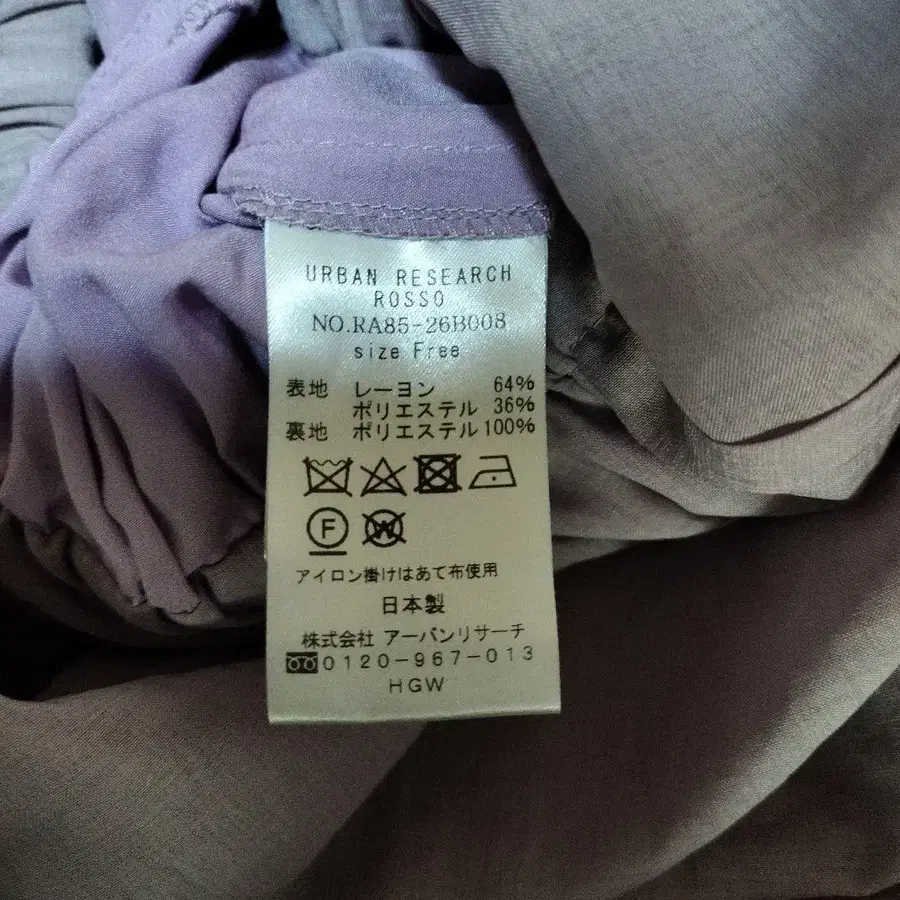 URBAN RESEARCH
ROSSO
NO.RA85-26B008
size Free
表地 レーヨン 64%
ポリエステル 36%
裏地 ポリエステル 100%
F
W
アイロン掛けはあて布使用
日本製
株式会社 アーバンリサーチ
0120-967-013
HGW